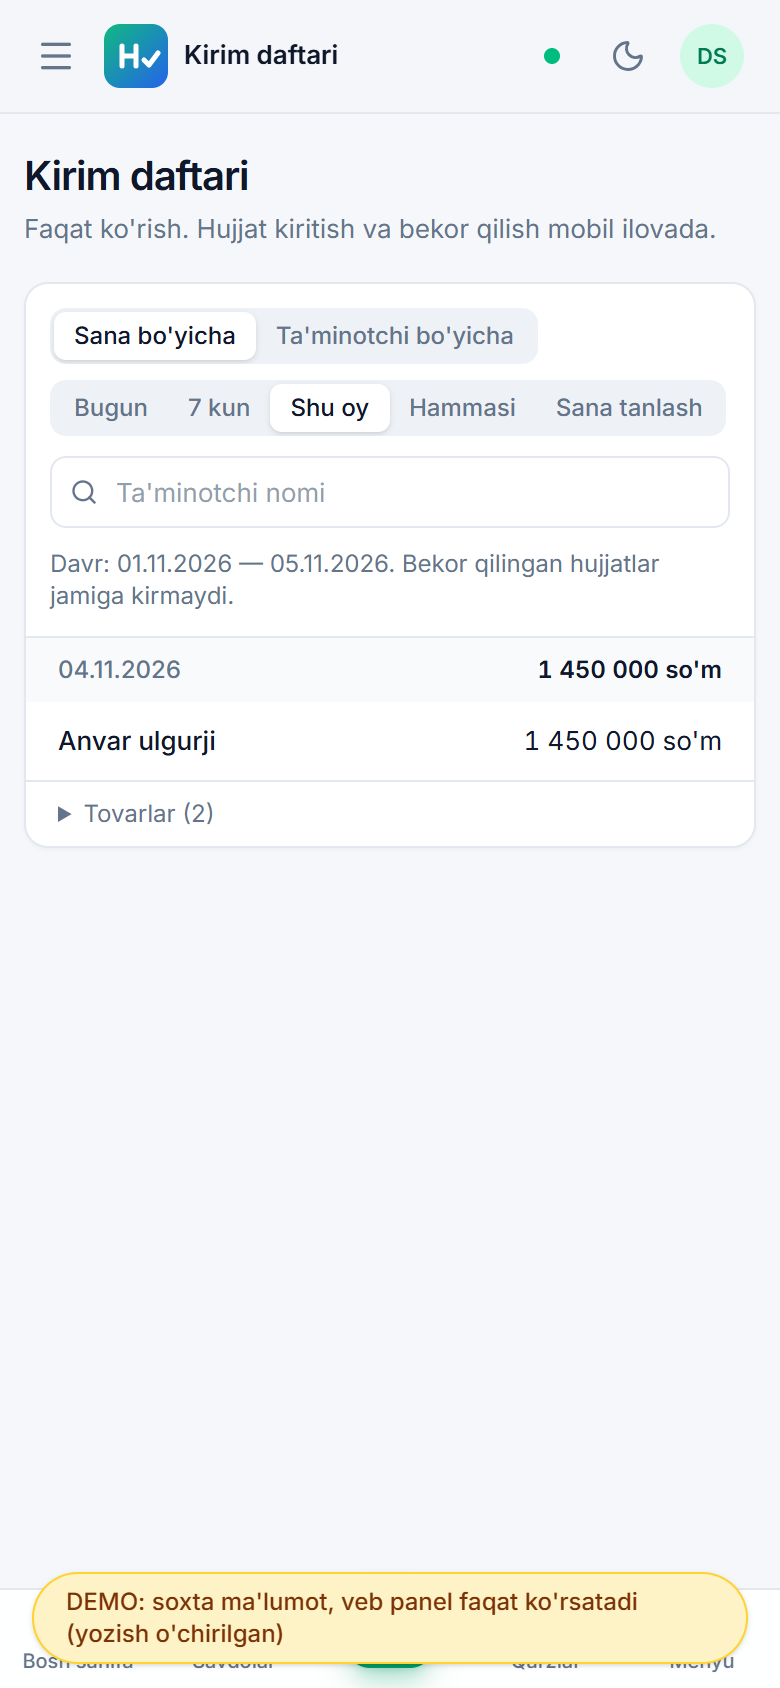 H
Kirim daftari
DS
Kirim daftari
Faqat ko'rish. Hujjat kiritish va bekor qilish mobil ilovada.
Sana bo'yicha
Ta'minotchi bo'yicha
Bugun
7 kun
Shu oy
Hammasi
Sana tanlash
Ta'minotchi nomi
Davr: 01.11.2026 — 05.11.2026. Bekor qilingan hujjatlar
jamiga kirmaydi.
04.11.2026
1 450 000 so'm
Anvar ulgurji
1 450 000 so'm
Tovarlar (2)
DEMO: soxta ma'lumot, veb panel faqat ko'rsatadi
(yozish o'chirilgan)